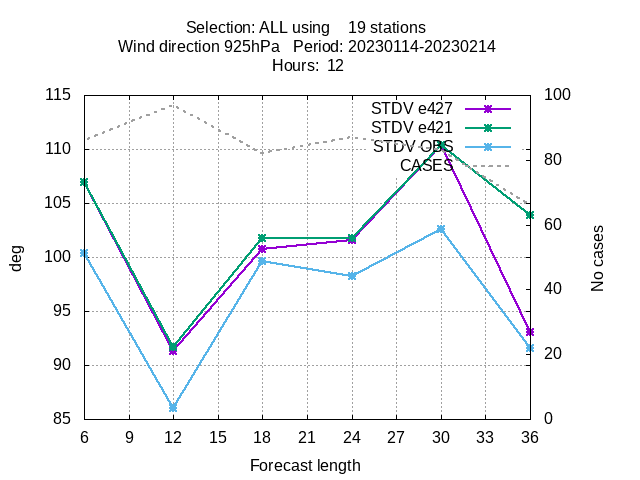 Selection: ALL using 19 stations
Wind direction 925hPa Period: 20230114-20230214
Hours: 12
115
110
105
100
95
90
85
100
80
60
40
20
0
STDV e427
STDV e421
STDV OBS
CASES
deg
No cases
6 9 12 15 18 21 24 27 30 33 36
Forecast length